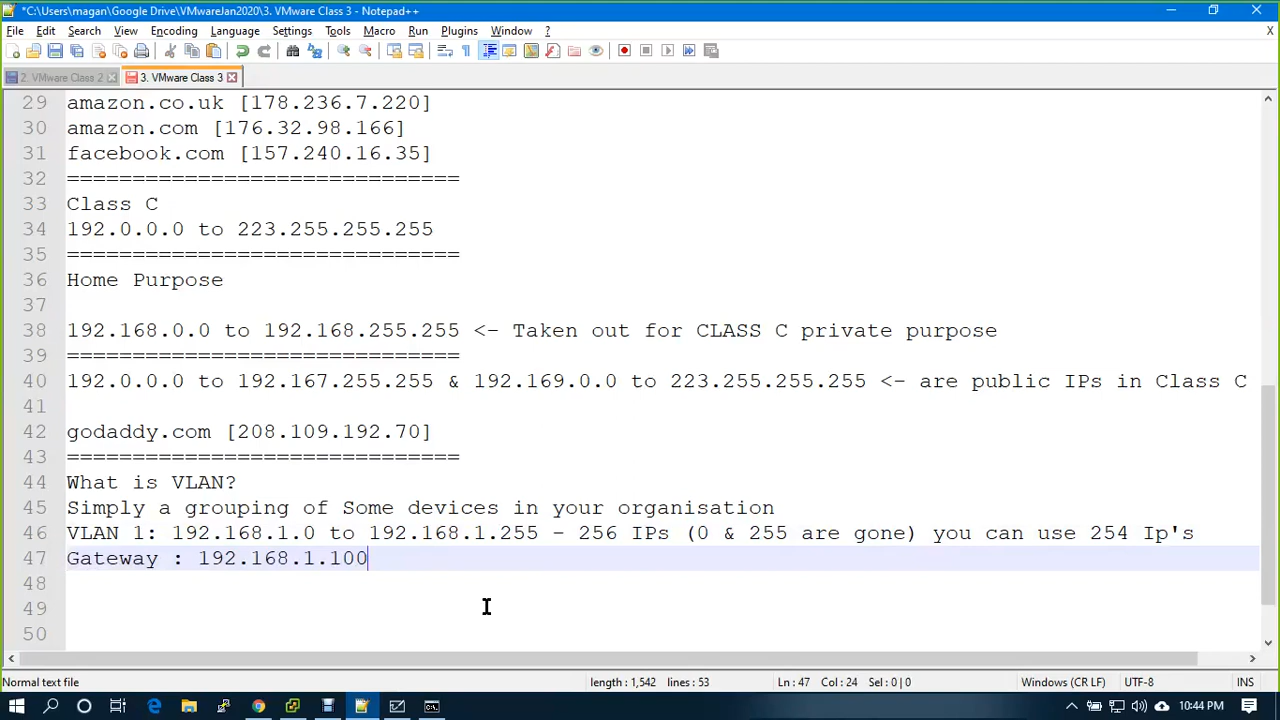 *C:\Users\magan\Google Drive\VMwareJan2020\3. VMware Class 3 - Notepad++
File Edit Search View Encoding Language Settings Tools Macro Run Plugins Window ? X
2. VMware Class 2 3. VMware Class 3
29 amazon.co.uk [178.236.7.220]
30 amazon.com [176.32.98.166]
31 facebook.com [157.240.16.35]
32 ==============================
33 Class C
34 192.0.0.0 to 223.255.255.255
35 ==============================
36 Home Purpose
37
38 192.168.0.0 to 192.168.255.255 <- Taken out for CLASS C private purpose
39 ==============================
40 192.0.0.0 to 192.167.255.255 & 192.169.0.0 to 223.255.255.255 <- are public IPs in Class C
41
42 godaddy.com [208.109.192.70]
43 ==============================
44 What is VLAN?
45 Simply a grouping of Some devices in your organisation
46 VLAN 1: 192.168.1.0 to 192.168.1.255 - 256 IPs (0 & 255 are gone) you can use 254 Ip's
47 Gateway : 192.168.1.100
48
49
50
Normal text file length : 1,542 lines : 53 Ln : 47 Col : 24 Sel : 0 | 0 Windows (CR LF) UTF-8 INS
10:44 PM